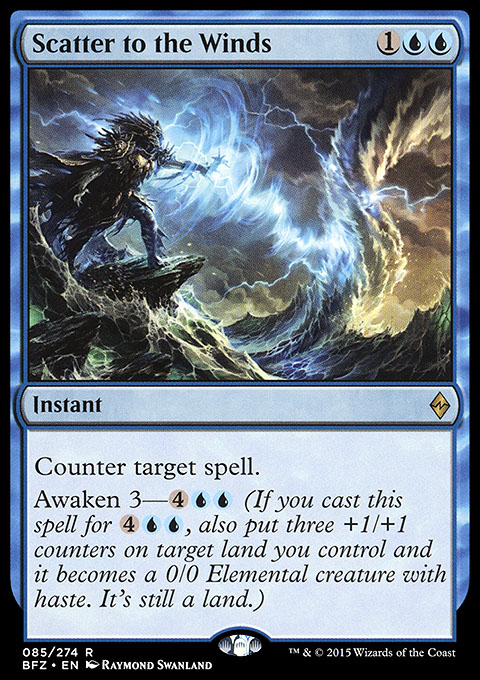 Scatter to the Winds 1
Instant
Counter target spell.
Awaken 3—4 (If you cast this
spell for 4, also put three +1/+1
counters on target land you control and
it becomes a 0/0 Elemental creature with
haste. It's still a land.)
085/274 R
BFZ • EN Raymond Swanland
™ & © 2015 Wizards of the Coast